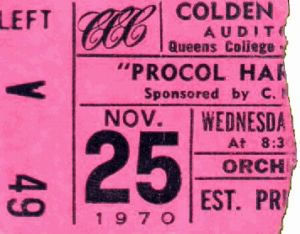 LEFT
V
49
CCC
COLDEN
AUDIT
Queens College
"PROCOL HAR
Sponsored by C.
NOV.
25
1970
WEDNESDA
At 8:3
ORCH
EST. PRI